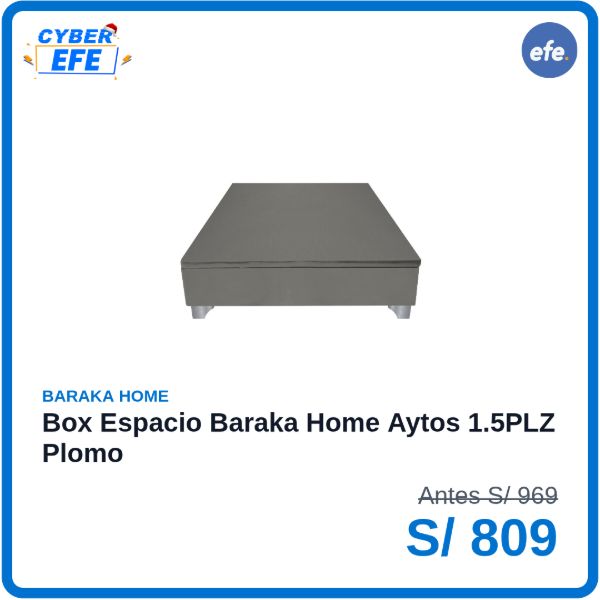 CYBER
EFE
efe.
BARAKA HOME
Box Espacio Baraka Home Aytos 1.5PLZ
Plomo
Antes S/ 969
S/ 809